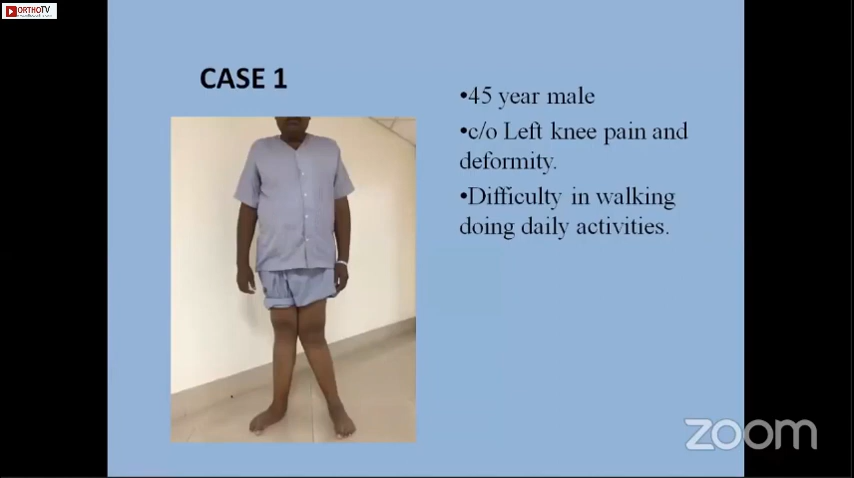 ORTHOTV
CASE 1
•45 year male
•c/o Left knee pain and
deformity.
•Difficulty in walking
doing daily activities.
zoom